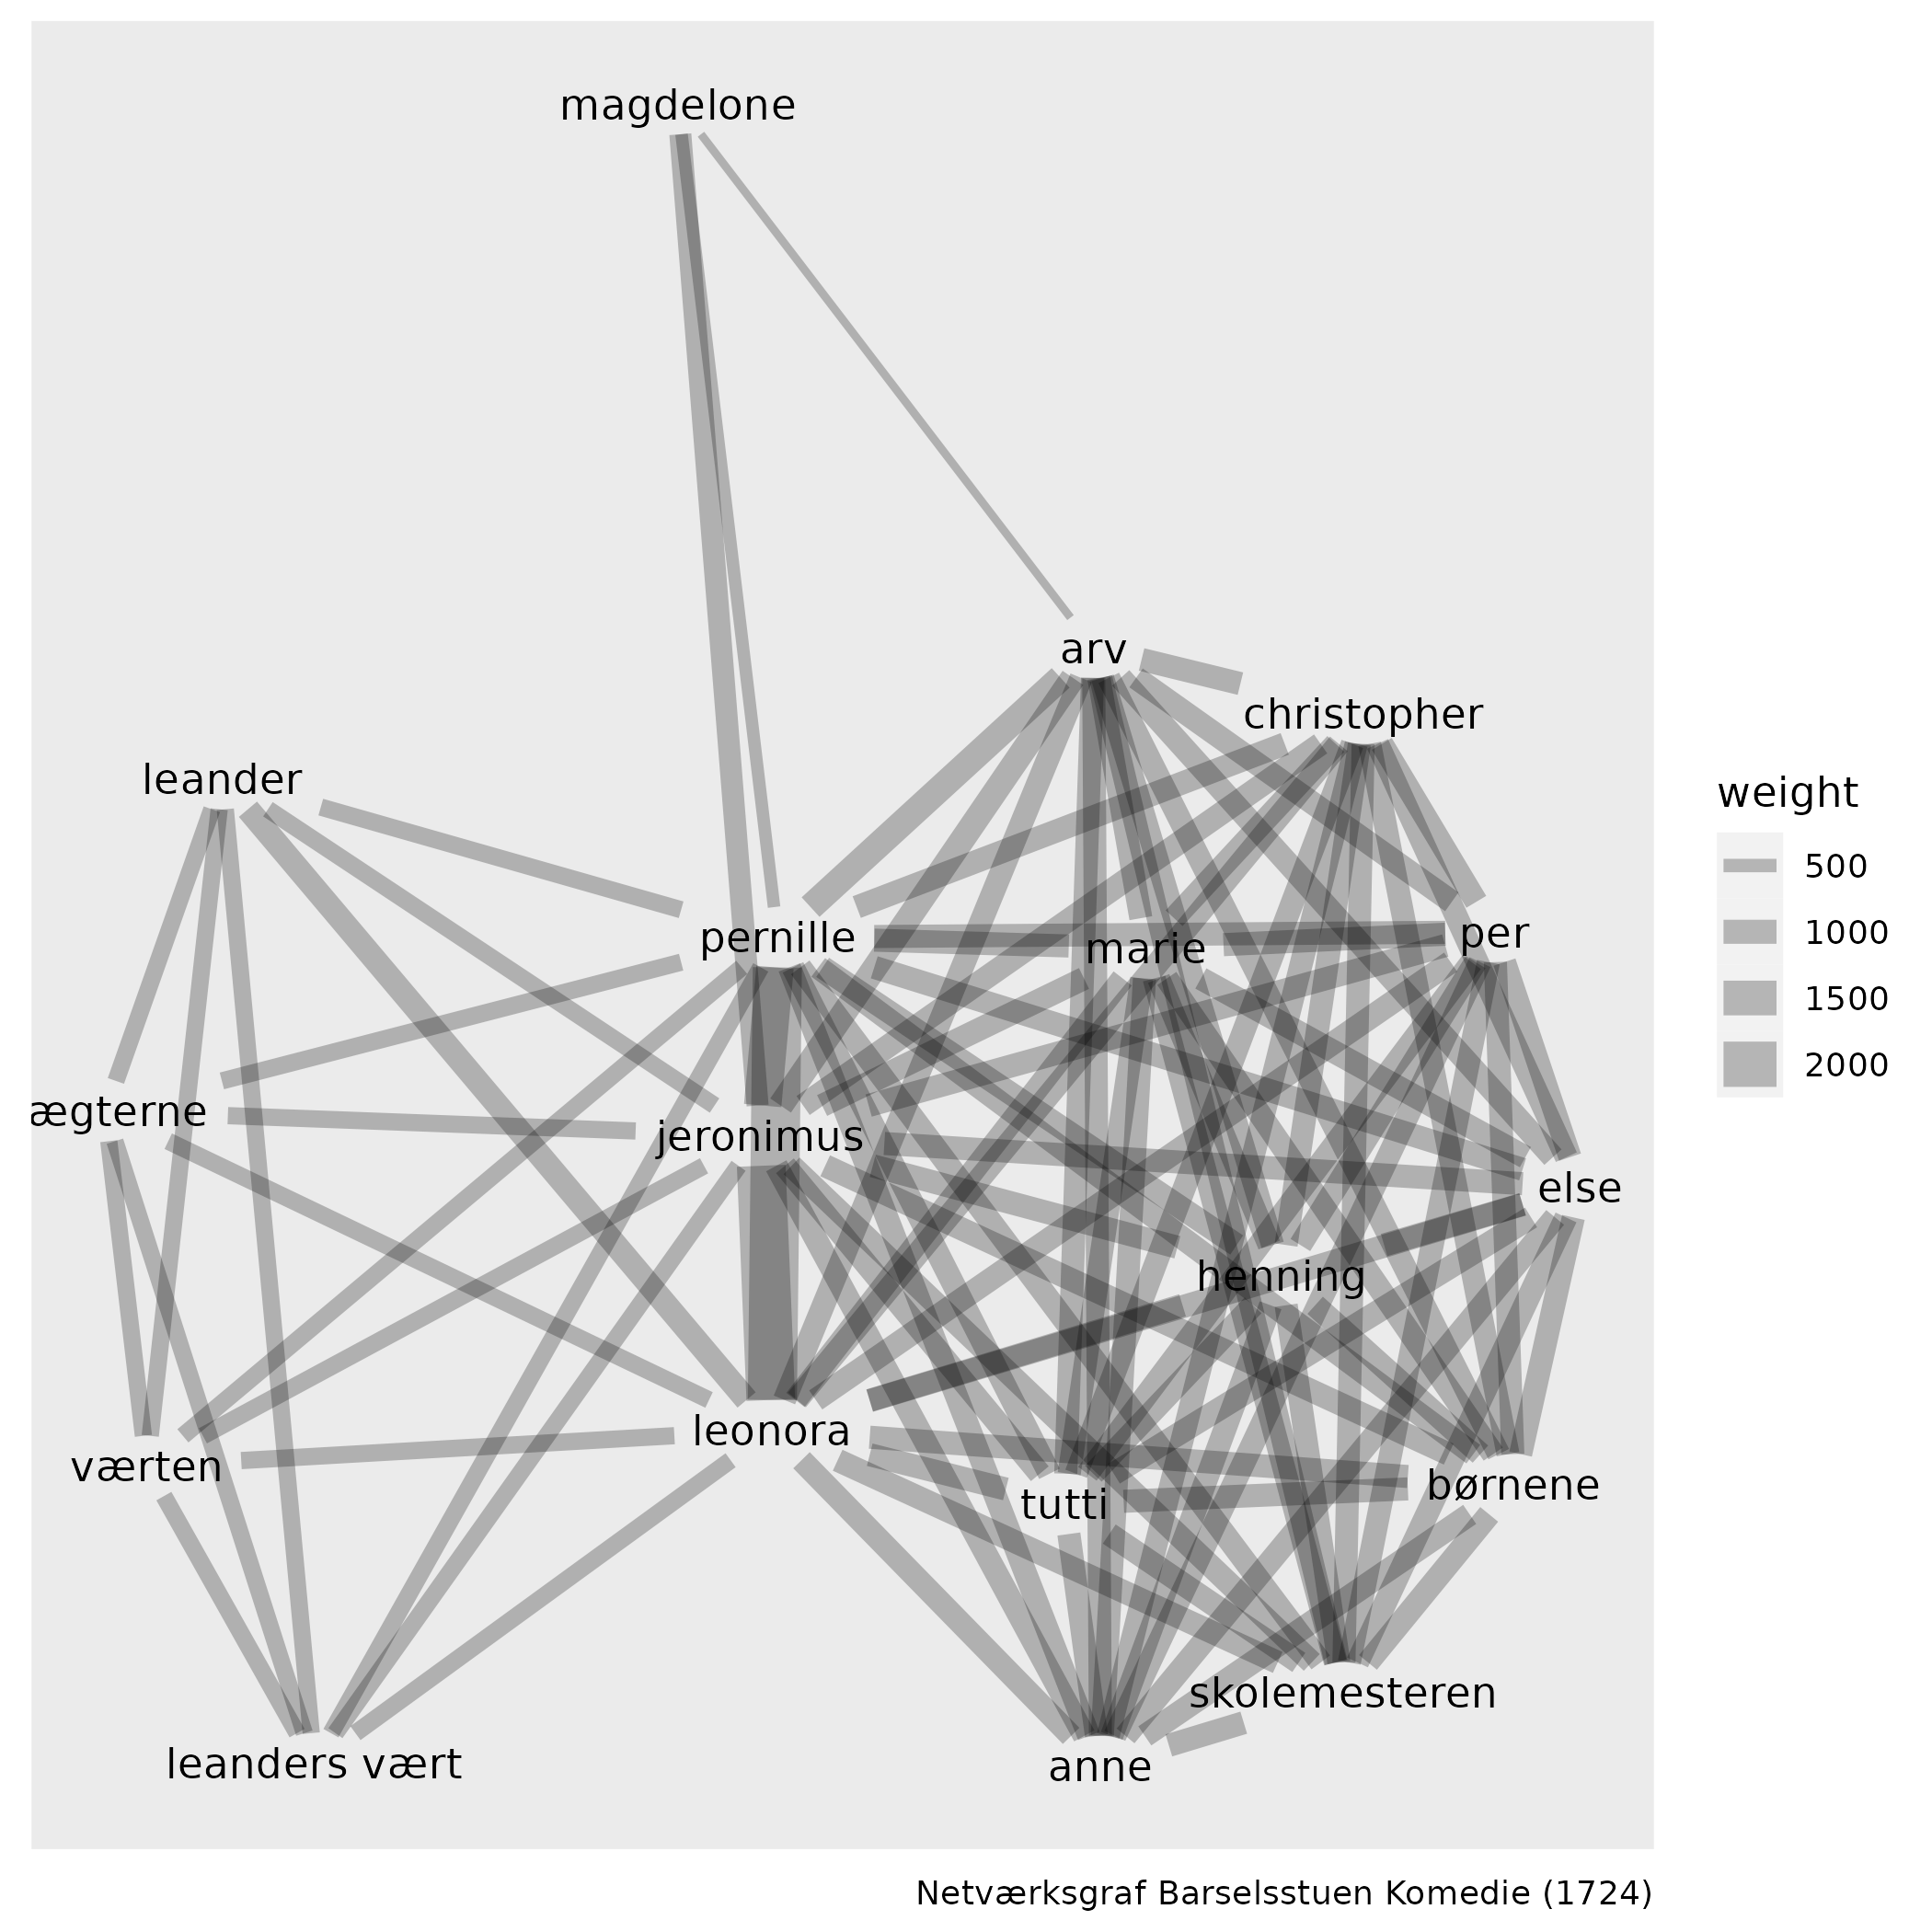 magdelone
arv
christopher
leander
pernille
marie
per
ægterne
jeronimus
else
henning
leonora
værten
tutti
børnene
skolemesteren
leanders vært
anne
weight
500
1000
1500
2000
Netværksgraf Barselsstuen Komedie (1724)